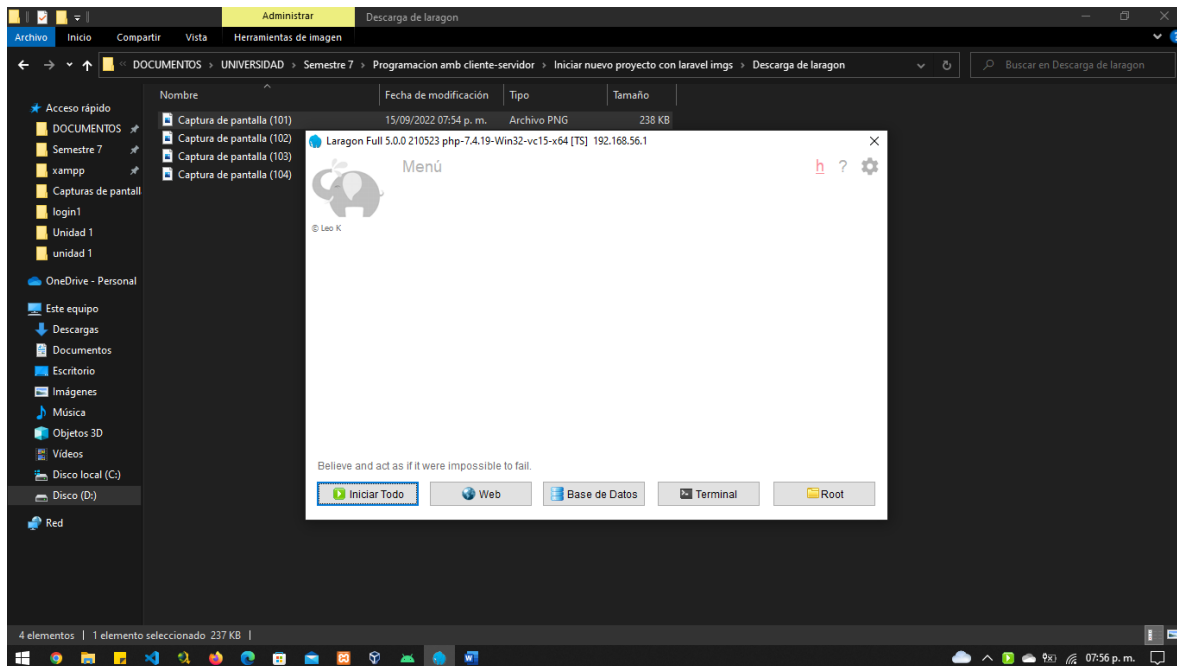 Administrar
Descarga de laragon
Archivo Inicio Compartir Vista Herramientas de imagen
« DOCUMENTOS > UNIVERSIDAD > Semestre 7 > Programacion amb cliente-servidor > Iniciar nuevo proyecto con laravel imgs > Descarga de laragon
Buscar en Descarga de laragon
Nombre Fecha de modificación Tipo Tamaño
Acceso rápido
DOCUMENTOS
Semestre 7
xampp
Capturas de pantall
login1
Unidad 1
unidad 1
OneDrive - Personal
Este equipo
Descargas
Documentos
Escritorio
Imágenes
Música
Objetos 3D
Vídeos
Disco local (C:)
Disco (D:)
Red
Captura de pantalla (101) 15/09/2022 07:54 p. m. Archivo PNG 238 KB
Captura de pantalla (102)
Captura de pantalla (103)
Captura de pantalla (104)
Laragon Full 5.0.0 210523 php-7.4.19-Win32-vc15-x64 [TS] 192.168.56.1
Menú
h ?
© Leo K
Believe and act as if it were impossible to fail.
Iniciar Todo Web Base de Datos Terminal Root
4 elementos | 1 elemento seleccionado 237 KB |
07:56 p. m.